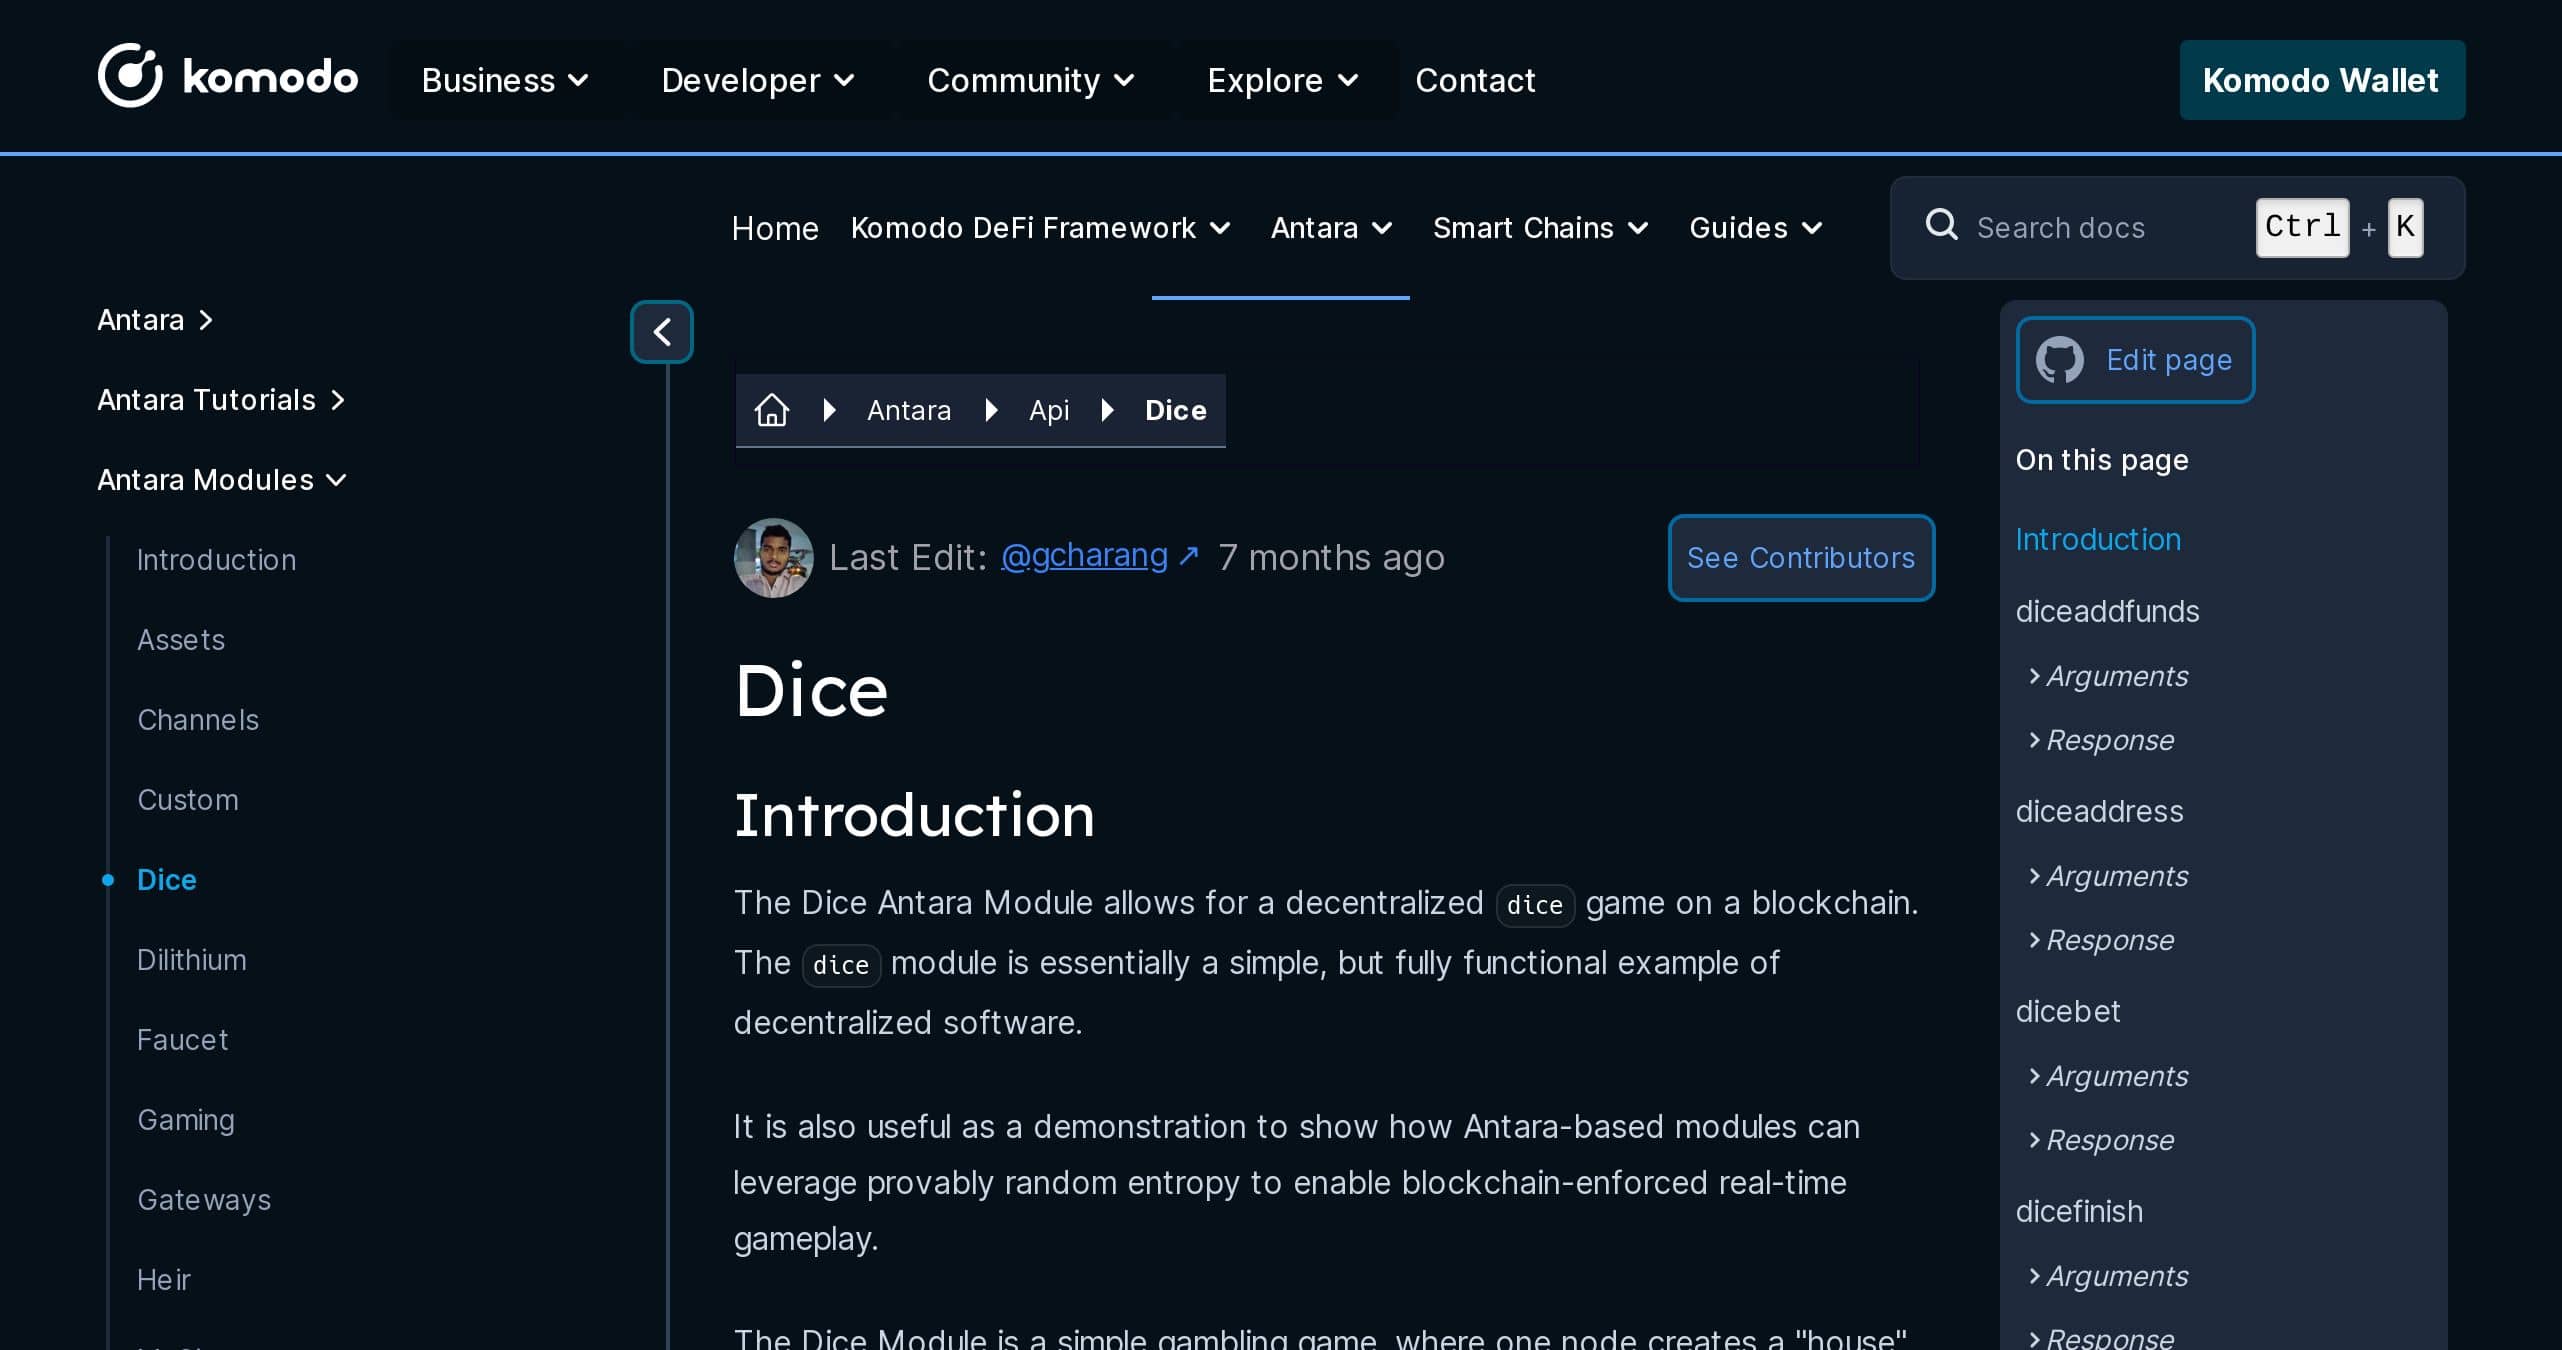 komodo
Business
Developer
Community
Explore
Contact
Komodo Wallet
Home
Komodo DeFi Framework
Antara
Smart Chains
Guides
Search docs
Ctrl + K
Antara
Antara Tutorials
Antara Modules
Introduction
Assets
Channels
Custom
Dice
Dilithium
Faucet
Gaming
Gateways
Heir
Antara
Api
Dice
Last Edit: @gcharang ↗ 7 months ago
See Contributors
Dice
Introduction
The Dice Antara Module allows for a decentralized dice game on a blockchain.
The dice module is essentially a simple, but fully functional example of
decentralized software.
It is also useful as a demonstration to show how Antara-based modules can
leverage provably random entropy to enable blockchain-enforced real-time
gameplay.
The Dice Module is a simple gambling game, where one node creates a "house"
Edit page
On this page
Introduction
diceaddfunds
Arguments
Response
diceaddress
Arguments
Response
dicebet
Arguments
Response
dicefinish
Arguments
Response